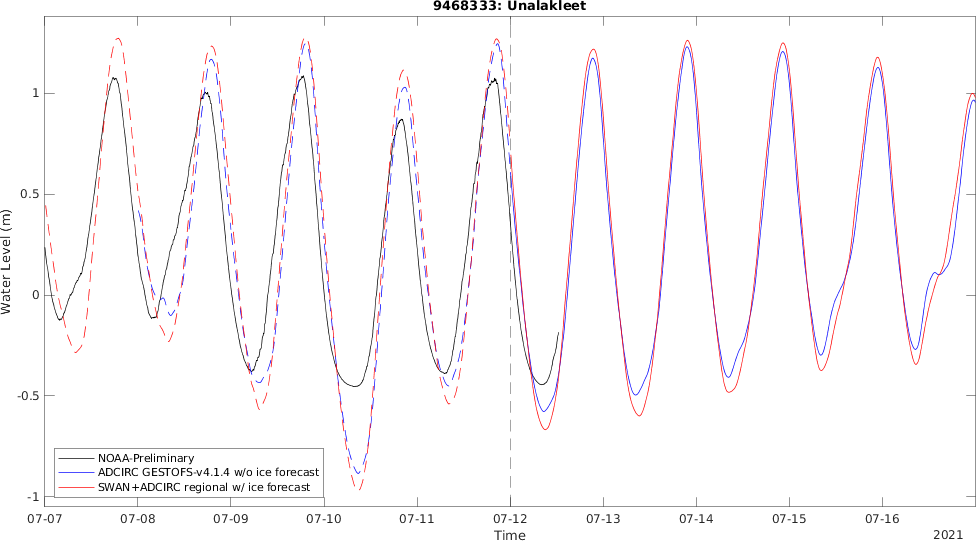 9468333: Unalakleet
Water Level (m)
1
0.5
0
-0.5
-1
NOAA-Preliminary
ADCIRC GESTOFS-v4.1.4 w/o ice forecast
SWAN+ADCIRC regional w/ ice forecast
07-07 07-08 07-09 07-10 07-11 07-12 07-13 07-14 07-15 07-16
Time
2021